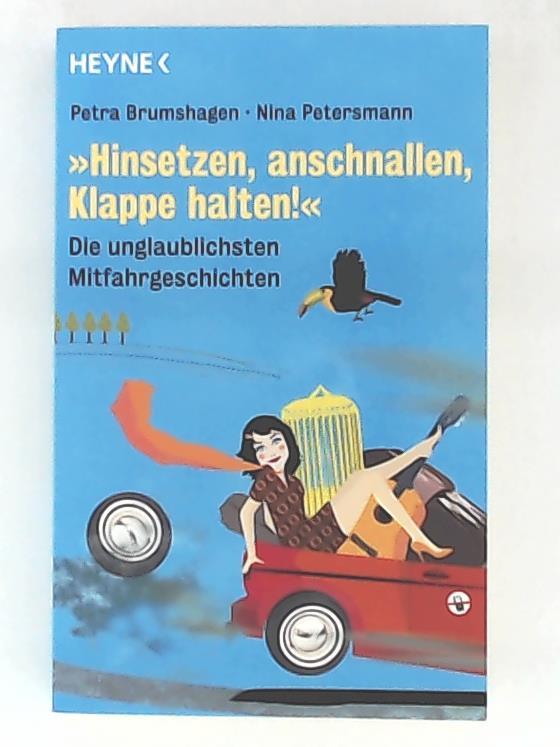 HEYNE <
Petra Brumshagen · Nina Petersmann
»Hinsetzen, anschnallen,
Klappe halten!«
Die unglaublichsten
Mitfahrgeschichten